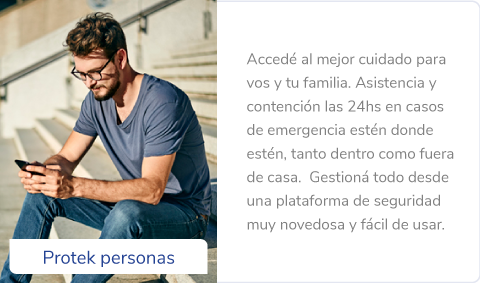 Accedé al mejor cuidado para
vos y tu familia. Asistencia y
contención las 24hs en casos
de emergencia estén donde
estén, tanto dentro como fuera
de casa.  Gestioná todo desde
una plataforma de seguridad
muy novedosa y fácil de usar.
Protek personas